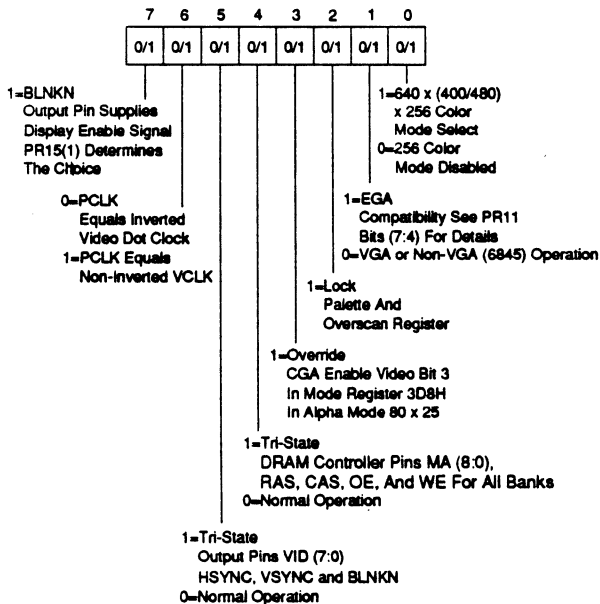 7 6 5 4 3 2 1 0
0/1 0/1 0/1 0/1 0/1 0/1 0/1 0/1
1=BLNKN
Output Pin Supplies
Display Enable Signal
PR15(1) Determines
The Choice
1=640 x (400/480)
x 256 Color
Mode Select
0=256 Color
Mode Disabled
0=PCLK
Equals Inverted
Video Dot Clock
1=PCLK Equals
Non-Inverted VCLK
1=EGA
Compatibility See PR11
Bits (7:4) For Details
0=VGA or Non-VGA (6845) Operation
1=Lock
Palette And
Overscan Register
1=Override
CGA Enable Video Bit 3
In Mode Register 3D8H
In Alpha Mode 80 x 25
1=Tri-State
DRAM Controller Pins MA (8:0),
RAS, CAS, OE, And WE For All Banks
0=Normal Operation
1=Tri-State
Output Pins VID (7:0)
HSYNC, VSYNC and BLNKN
0=Normal Operation